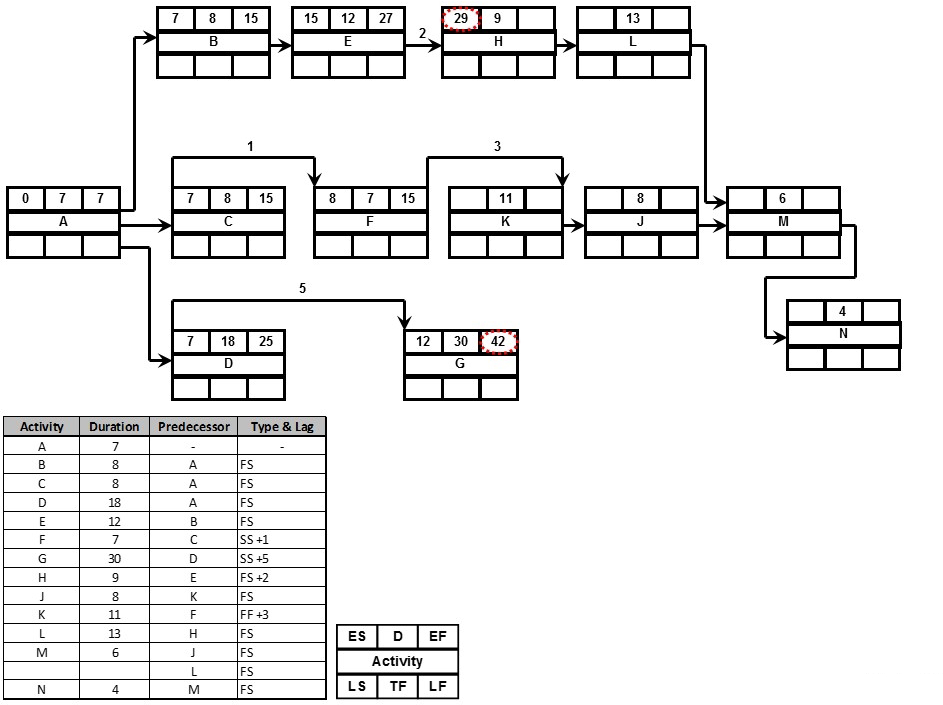 7 8 15 15 12 27 29 9 13
B E 2 H L
1 3
0 7 7 7 8 15 8 7 15 11 8 6
A C F K J M
5
4
N
7 18 25 12 30 42
D G
Activity Duration Predecessor Type & Lag
A 7 - -
B 8 A FS
C 8 A FS
D 18 A FS
E 12 B FS
F 7 C SS +1
G 30 D SS +5
H 9 E FS +2
J 8 K FS
K 11 F FF +3
L 13 H FS
M 6 J FS
L FS
N 4 M FS
ES D EF
Activity
LS TF LF